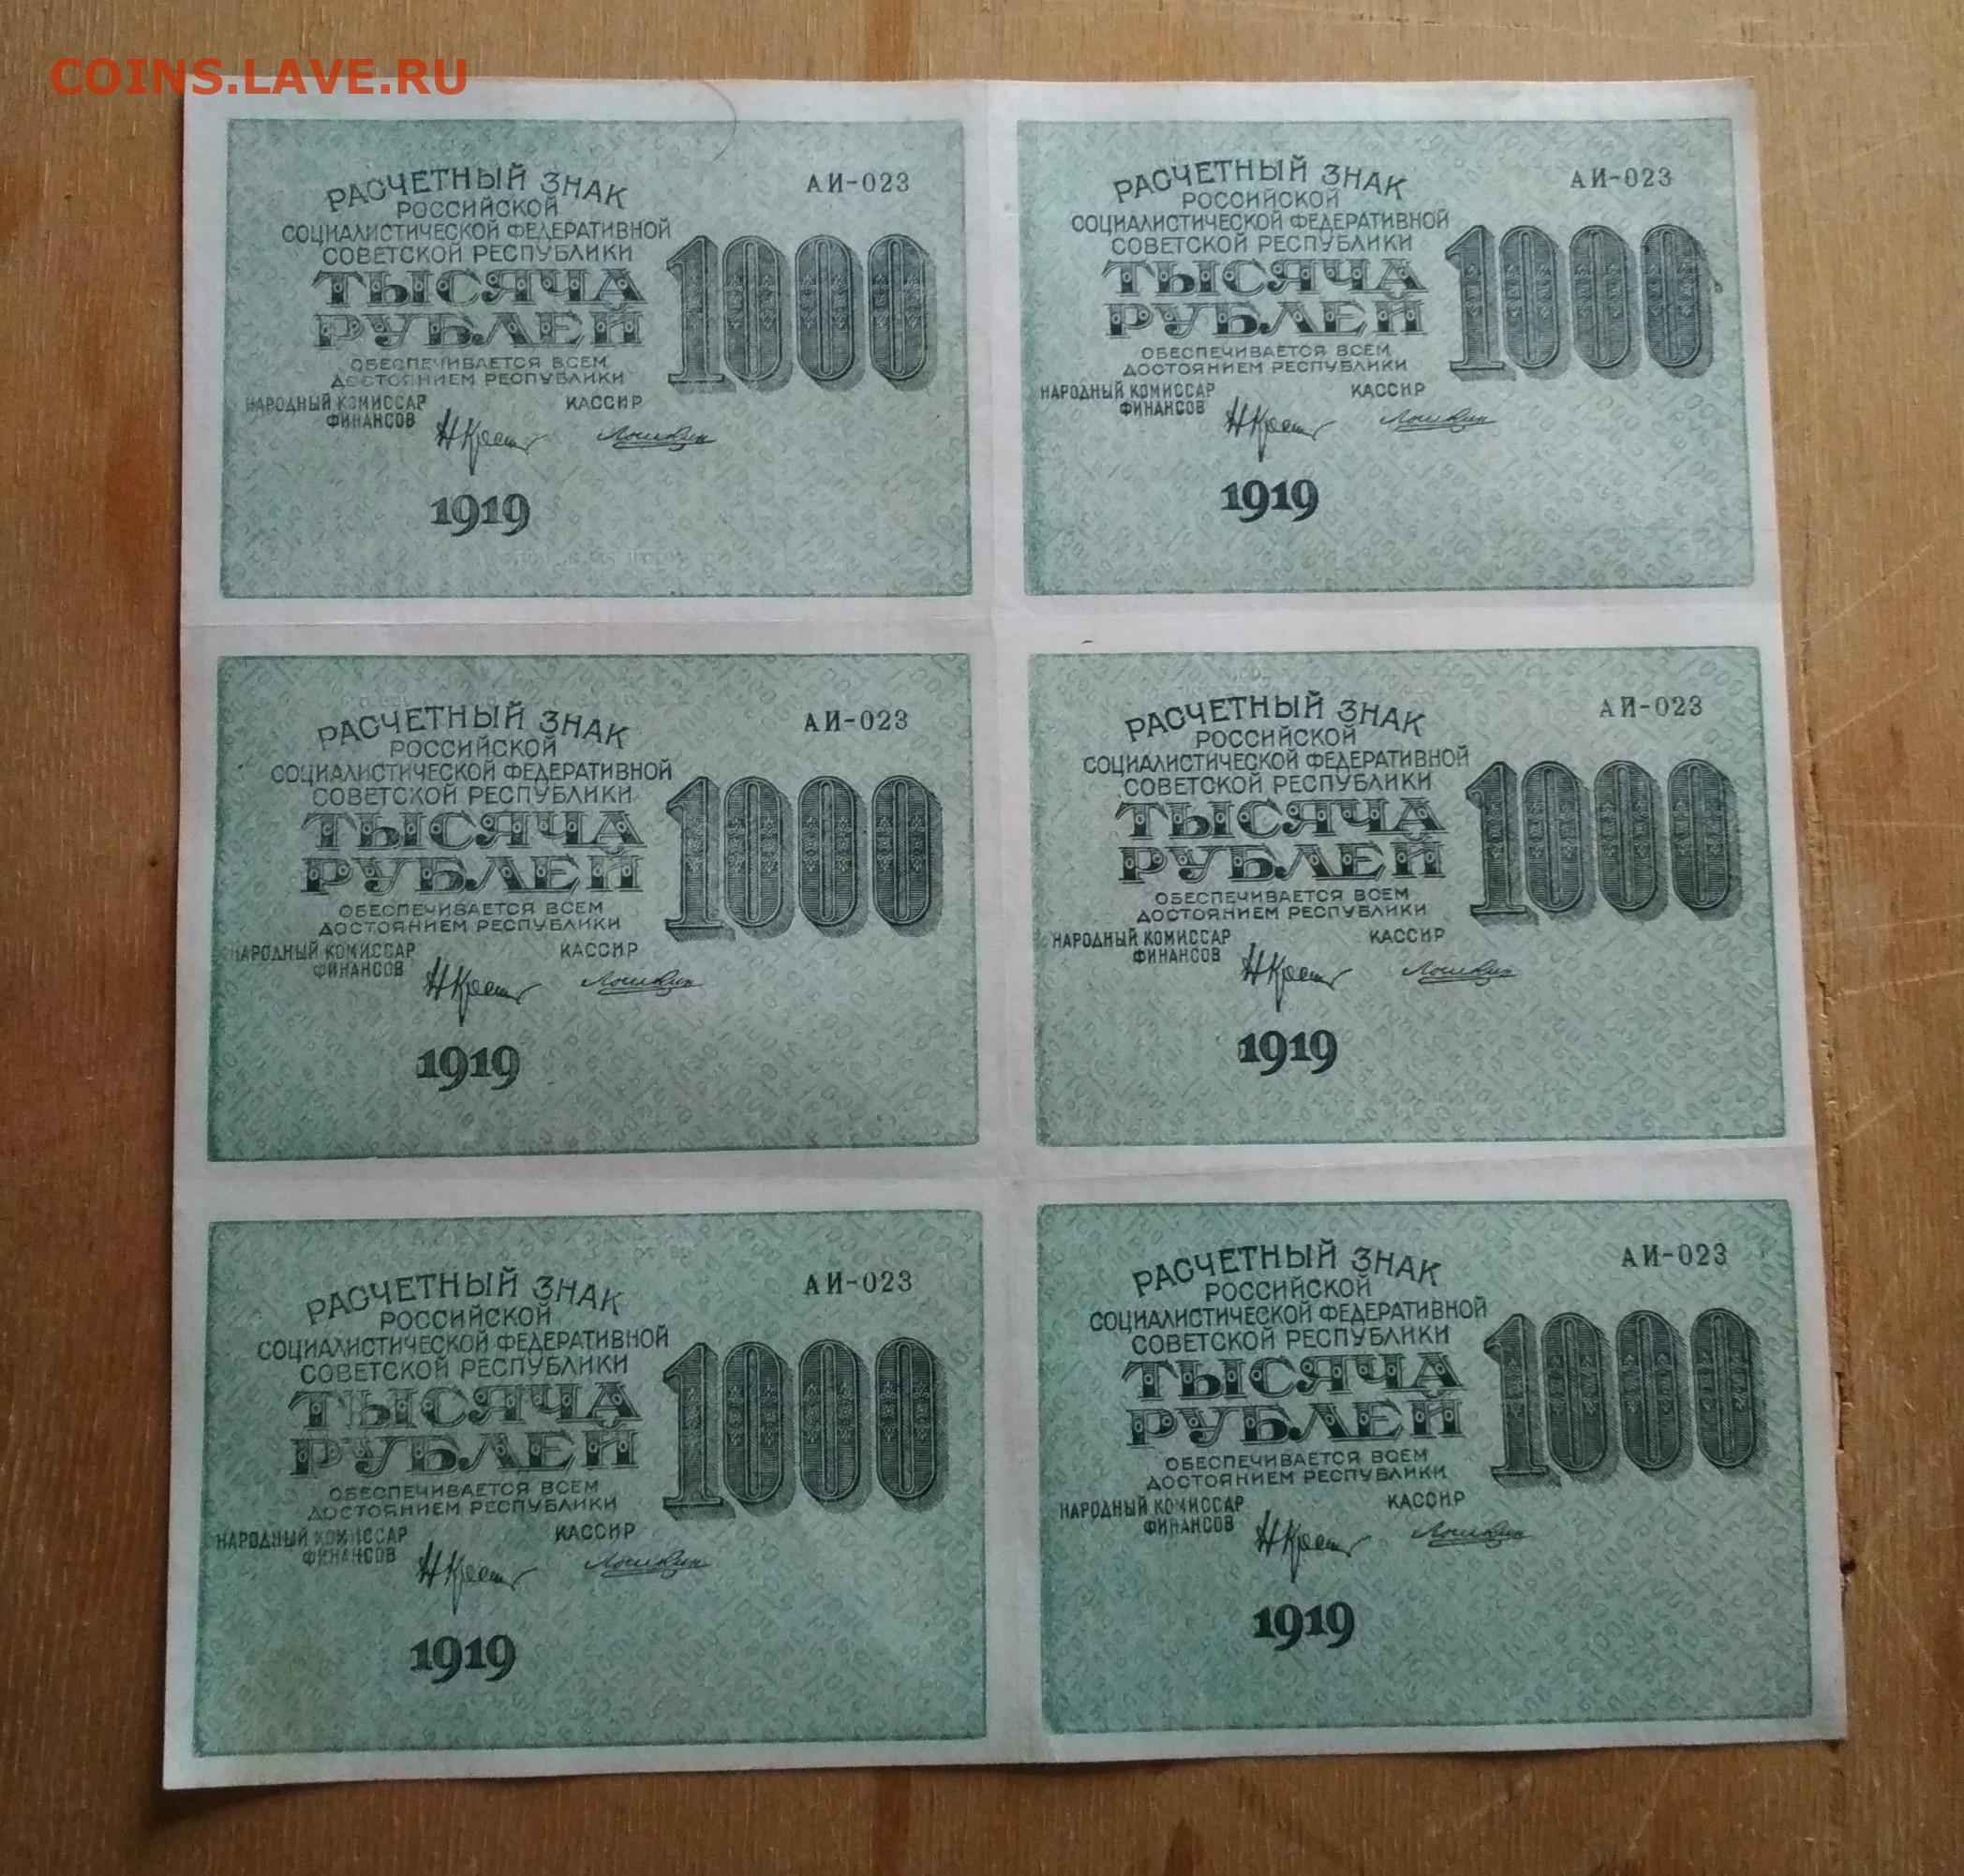 COINS.LAVE.RU
РАСЧЕТНЫЙ ЗНАК
РОССИЙСКОЙ
СОЦИАЛИСТИЧЕСКОЙ ФЕДЕРАТИВНОЙ
СОВЕТСКОЙ РЕСПУБЛИКИ
ТЫСЯЧА
РУБЛЕЙ
ОБЕСПЕЧИВАЕТСЯ ВСЕМ
ДОСТОЯНИЕМ РЕСПУБЛИКИ
НАРОДНЫЙ КОМИССАР
ФИНАНСОВ
КАССИР
1919
АИ-023
1000
РАСЧЕТНЫЙ ЗНАК
РОССИЙСКОЙ
СОЦИАЛИСТИЧЕСКОЙ ФЕДЕРАТИВНОЙ
СОВЕТСКОЙ РЕСПУБЛИКИ
ТЫСЯЧА
РУБЛЕЙ
ОБЕСПЕЧИВАЕТСЯ ВСЕМ
ДОСТОЯНИЕМ РЕСПУБЛИКИ
НАРОДНЫЙ КОМИССАР
ФИНАНСОВ
КАССИР
1919
АИ-023
1000
РАСЧЕТНЫЙ ЗНАК
РОССИЙСКОЙ
СОЦИАЛИСТИЧЕСКОЙ ФЕДЕРАТИВНОЙ
СОВЕТСКОЙ РЕСПУБЛИКИ
ТЫСЯЧА
РУБЛЕЙ
ОБЕСПЕЧИВАЕТСЯ ВСЕМ
ДОСТОЯНИЕМ РЕСПУБЛИКИ
НАРОДНЫЙ КОМИССАР
ФИНАНСОВ
КАССИР
1919
АИ-023
1000
РАСЧЕТНЫЙ ЗНАК
РОССИЙСКОЙ
СОЦИАЛИСТИЧЕСКОЙ ФЕДЕРАТИВНОЙ
СОВЕТСКОЙ РЕСПУБЛИКИ
ТЫСЯЧА
РУБЛЕЙ
ОБЕСПЕЧИВАЕТСЯ ВСЕМ
ДОСТОЯНИЕМ РЕСПУБЛИКИ
НАРОДНЫЙ КОМИССАР
ФИНАНСОВ
КАССИР
1919
АИ-023
1000
РАСЧЕТНЫЙ ЗНАК
РОССИЙСКОЙ
СОЦИАЛИСТИЧЕСКОЙ ФЕДЕРАТИВНОЙ
СОВЕТСКОЙ РЕСПУБЛИКИ
ТЫСЯЧА
РУБЛЕЙ
ОБЕСПЕЧИВАЕТСЯ ВСЕМ
ДОСТОЯНИЕМ РЕСПУБЛИКИ
НАРОДНЫЙ КОМИССАР
ФИНАНСОВ
КАССИР
1919
АИ-023
1000
РАСЧЕТНЫЙ ЗНАК
РОССИЙСКОЙ
СОЦИАЛИСТИЧЕСКОЙ ФЕДЕРАТИВНОЙ
СОВЕТСКОЙ РЕСПУБЛИКИ
ТЫСЯЧА
РУБЛЕЙ
ОБЕСПЕЧИВАЕТСЯ ВСЕМ
ДОСТОЯНИЕМ РЕСПУБЛИКИ
НАРОДНЫЙ КОМИССАР
ФИНАНСОВ
КАССИР
1919
АИ-023
1000